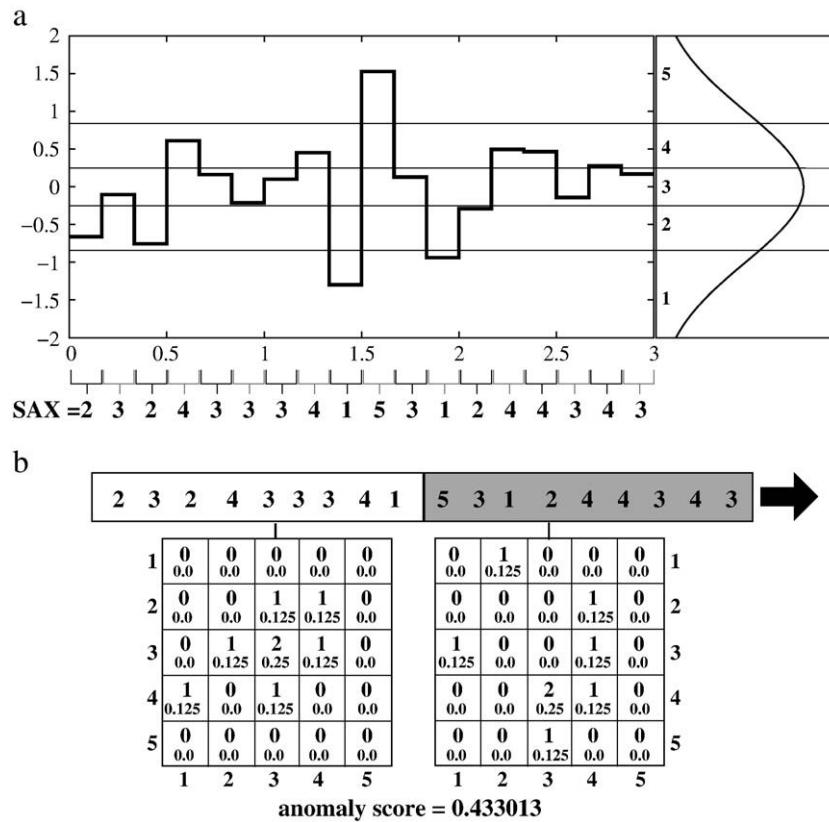 a
2
1.5
1
0.5
0
−0.5
−1
−1.5
−2
5
4
3
2
1
0 0.5 1 1.5 2 2.5 3
SAX =2 3 2 4 3 3 3 4 1 5 3 1 2 4 4 3 4 3
b
2 3 2 4 3 3 3 4 1 5 3 1 2 4 4 3 4 3
1 0 0 0 0 0 0 1 0 0 0 1
0.0 0.0 0.0 0.0 0.0 0.0 0.125 0.0 0.0 0.0
2 0 0 1 1 0 0 0 0 1 0 2
0.0 0.0 0.125 0.125 0.0 0.0 0.0 0.0 0.125 0.0
3 0 1 2 1 0 1 0 0 1 0 3
0.0 0.125 0.25 0.125 0.0 0.125 0.0 0.0 0.125 0.0
4 1 0 1 0 0 0 0 2 1 0 4
0.125 0.0 0.125 0.0 0.0 0.0 0.0 0.25 0.125 0.0
5 0 0 0 0 0 0 0 1 0 0 5
0.0 0.0 0.0 0.0 0.0 0.0 0.0 0.125 0.0 0.0
1 2 3 4 5 1 2 3 4 5
anomaly score = 0.433013